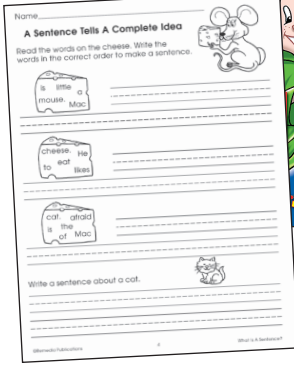 Name
A Sentence Tells A Complete Idea
Read the words on the cheese. Write the
words in the correct order to make a sentence.
is little
a
mouse. Mac
cheese. He
eat
to likes
cat. afraid
is the
of Mac
Write a sentence about a cat.
©Remedia Publications
What Is A Sentence?